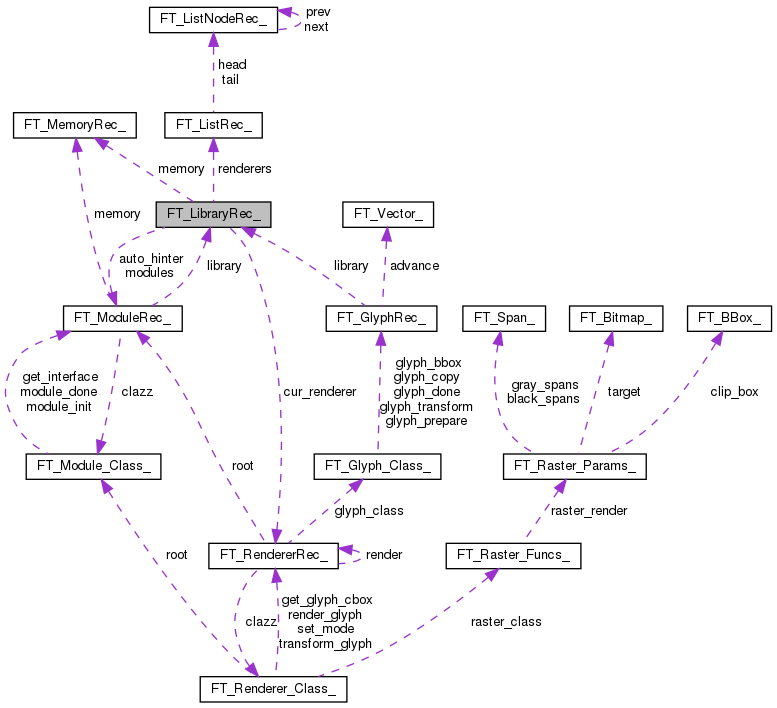 FT_ListNodeRec_
prev
next
head
tail
FT_MemoryRec_
FT_ListRec_
memory
renderers
FT_LibraryRec_
FT_Vector_
memory
auto_hinter
modules
library
library
advance
FT_ModuleRec_
FT_GlyphRec_
FT_Span_
FT_Bitmap_
FT_BBox_
get_interface
module_done
module_init
clazz
cur_renderer
glyph_bbox
glyph_copy
glyph_done
glyph_transform
glyph_prepare
gray_spans
black_spans
target
clip_box
FT_Module_Class_
root
FT_Glyph_Class_
FT_Raster_Params_
glyph_class
raster_render
root
FT_RendererRec_
render
FT_Raster_Funcs_
clazz
get_glyph_cbox
render_glyph
set_mode
transform_glyph
raster_class
FT_Renderer_Class_